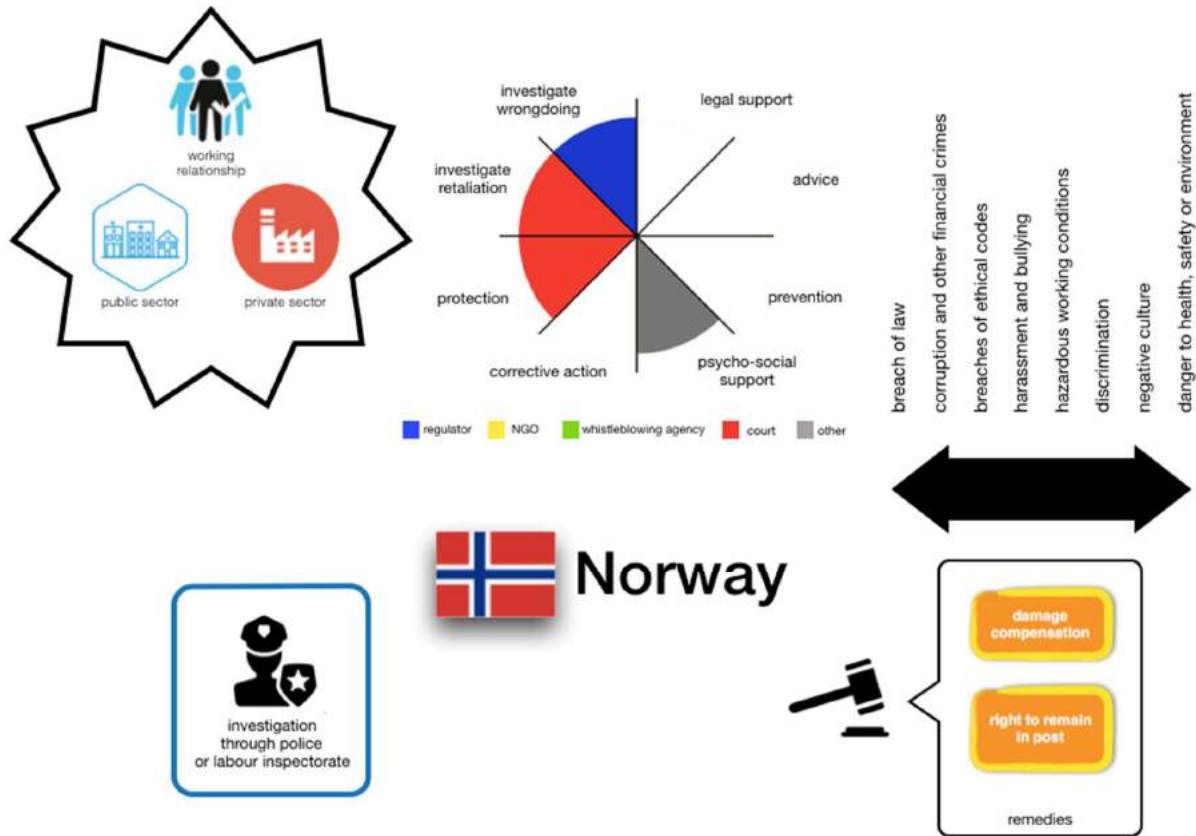 working
relationship
public sector
private sector
investigate
wrongdoing
legal support
investigate
retaliation
advice
protection
prevention
corrective action
psycho-social
support
regulator
NGO
whistleblowing agency
court
other
breach of law
corruption and other financial crimes
breaches of ethical codes
harassment and bullying
hazardous working conditions
discrimination
negative culture
danger to health, safety or environment
Norway
investigation
through police
or labour inspectorate
damage
compensation
right to remain
in post
remedies